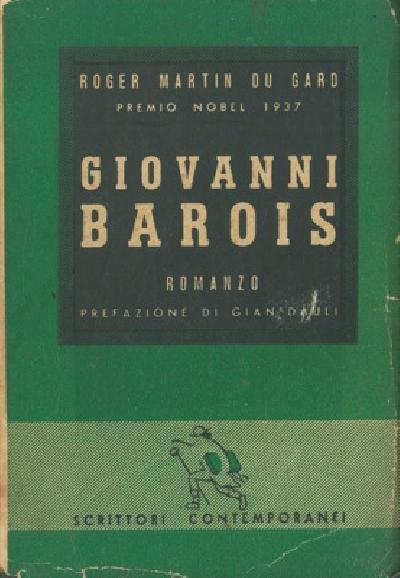 ROGER MARTIN DU GARD
PREMIO NOBEL 1937
GIOVANNI
BAROIS
ROMANZO
PREFAZIONE DI GIAN DAULI
SCRITTORI CONTEMPORANEI